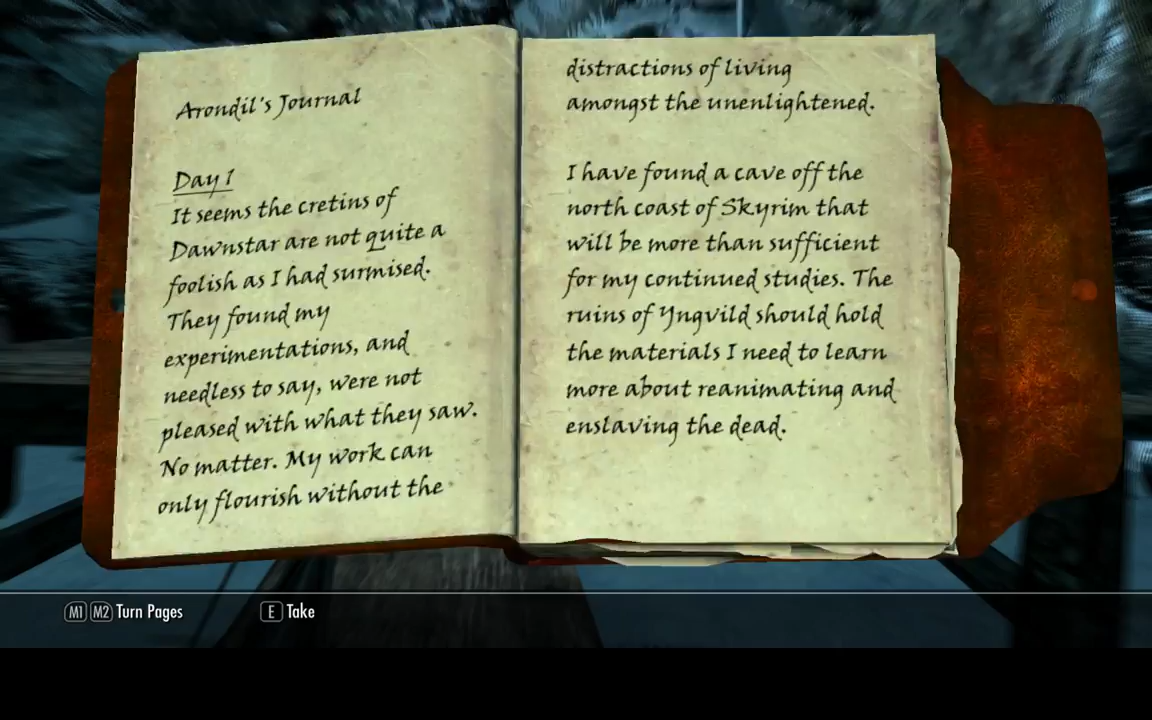 Arondil's Journal
Day 1
It seems the cretins of
Dawnstar are not quite a
foolish as I had surmised.
They found my
experimentations, and
needless to say, were not
pleased with what they saw.
No matter. My work can
only flourish without the
distractions of living
amongst the unenlightened.
I have found a cave off the
north coast of Skyrim that
will be more than sufficient
for my continued studies. The
ruins of Yngvild should hold
the materials I need to learn
more about reanimating and
enslaving the dead.
M1 M2 Turn Pages
E Take